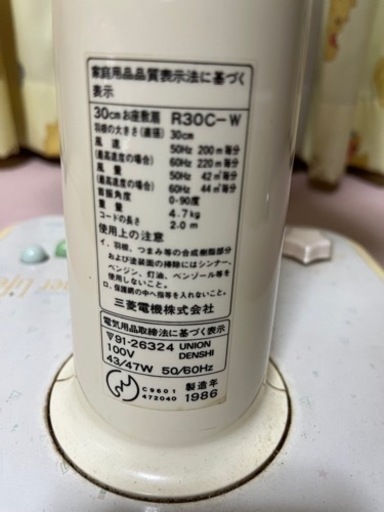 家庭用品品質表示法に基づく
表示
30cmお座敷扇 R30C-W
羽根の大きさ(直径) 30cm
風速 50Hz 200m毎分
(最高速度の場合) 60Hz 220m毎分
風量 50Hz 42㎥毎分
(最高速度の場合) 60Hz 44㎥毎分
首振角度 0-90度
重量 4.7kg
コードの長さ 2.0m
使用上の注意
イ.羽根、つまみ等の合成樹脂部分
および塗装面の掃除にはシンナー、
ベンジン、灯油、ベンゾール等を
使用しないこと。
ロ.保護網の中へ指等を入れないこと。
三菱電機株式会社
電気用品取締法に基づく表示
〒91-26324 UNION
100V DENSHI
43/47W 50/60Hz
C9601
472040
製造年
1986
per Life